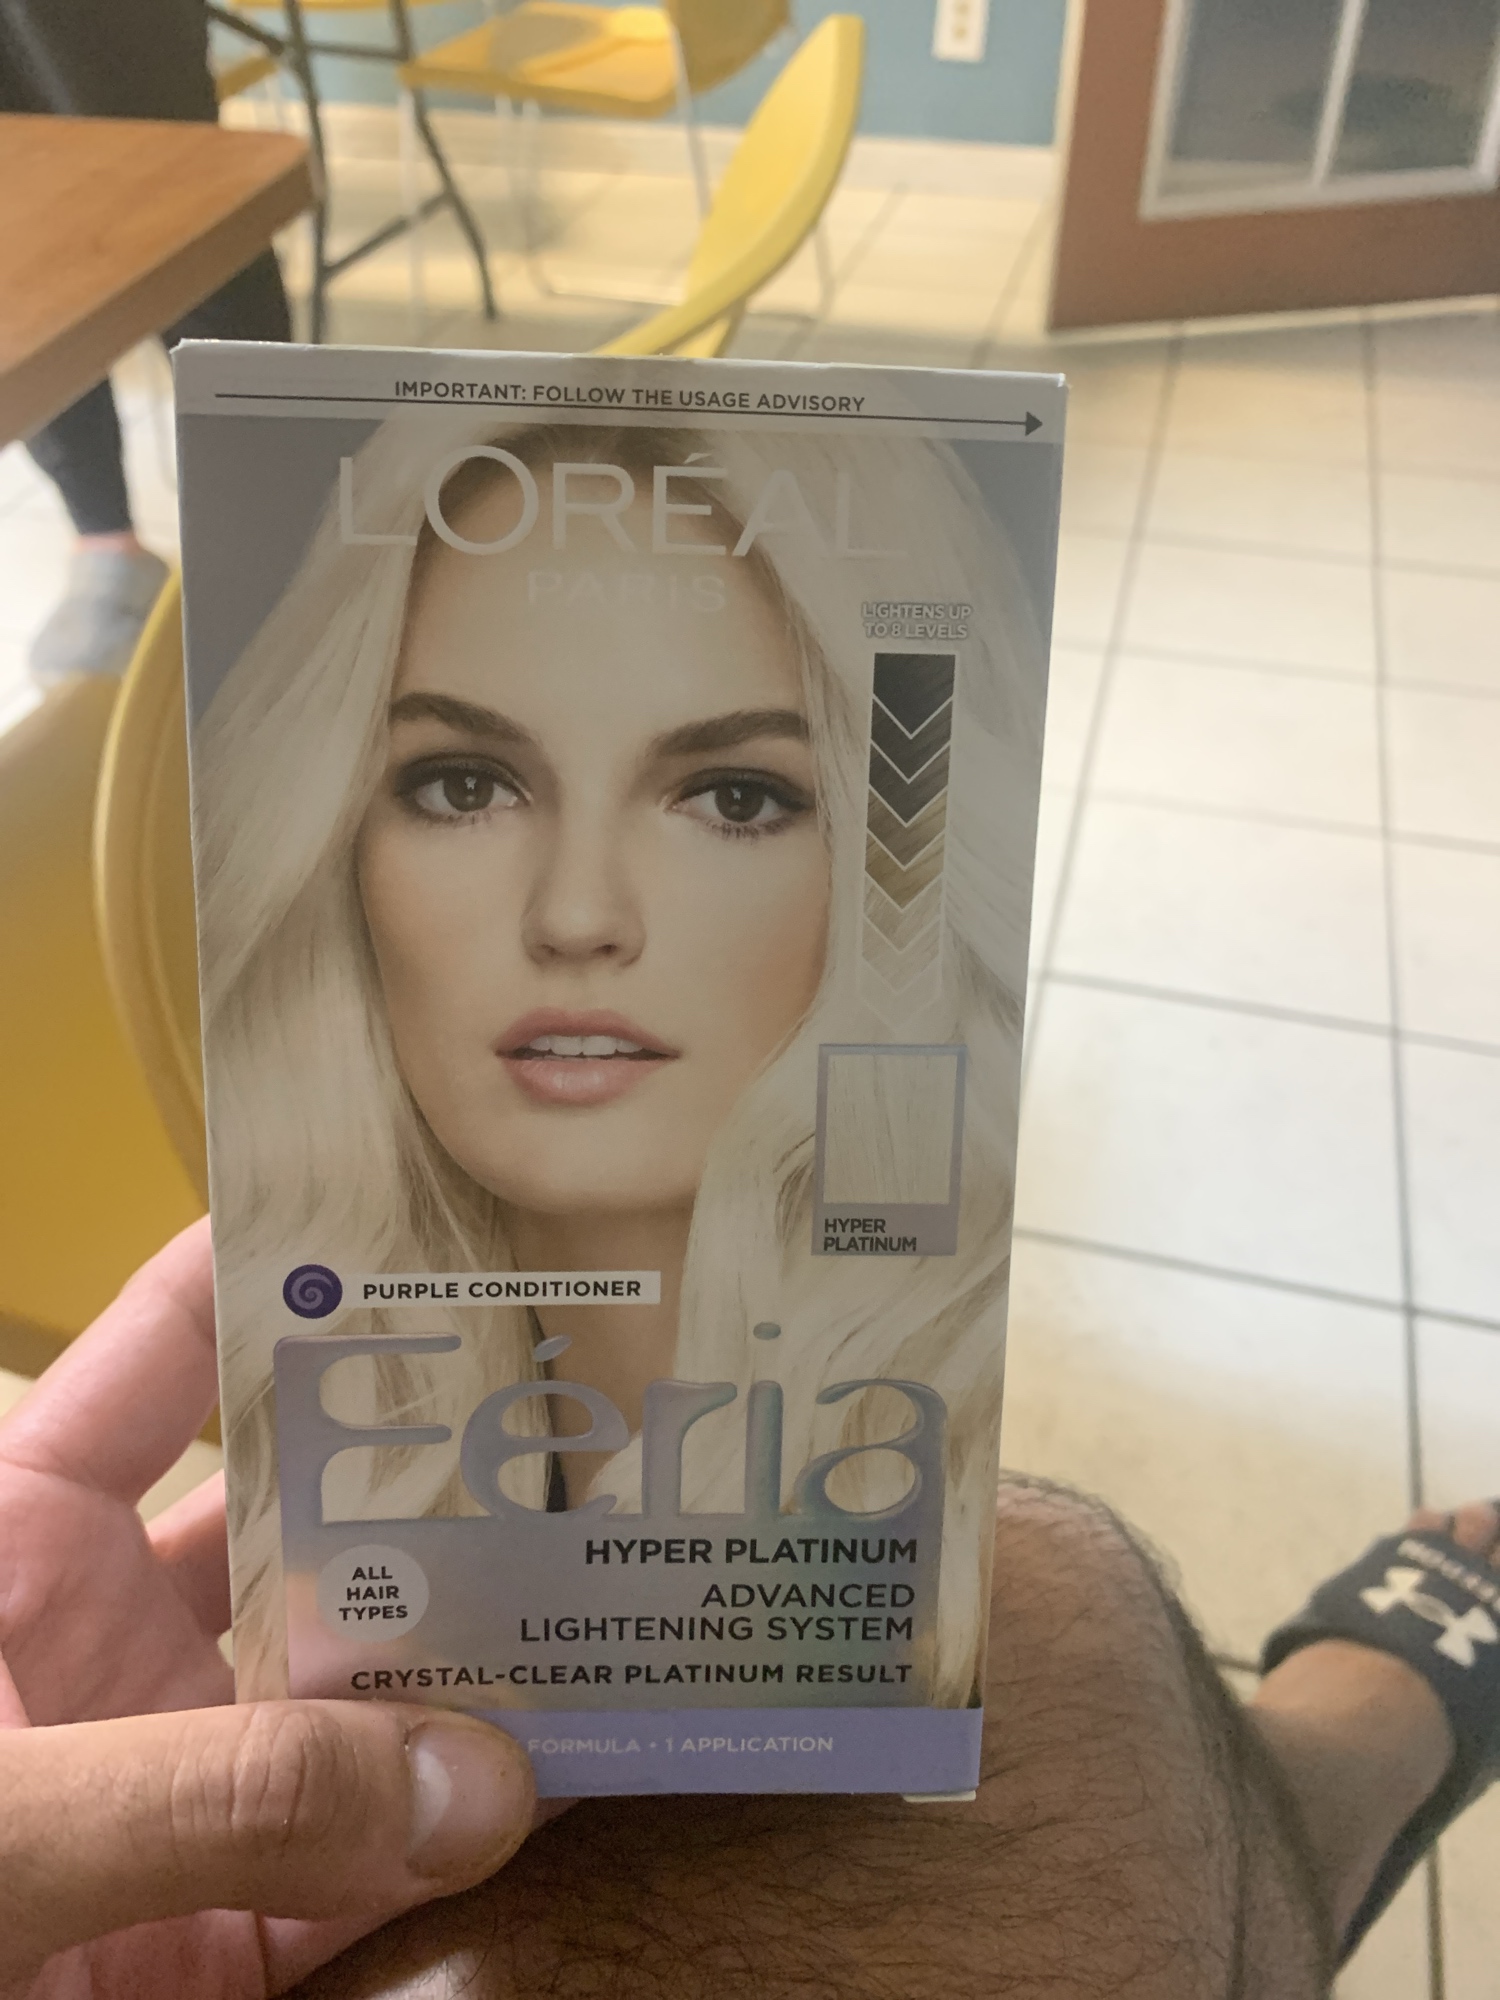 IMPORTANT: FOLLOW THE USAGE ADVISORY
L'ORÉAL
PARIS
LIGHTENS UP
TO 8 LEVELS
HYPER
PLATINUM
PURPLE CONDITIONER
Féria
HYPER PLATINUM
ALL
HAIR
TYPES
ADVANCED
LIGHTENING SYSTEM
CRYSTAL-CLEAR PLATINUM RESULT
FORMULA • 1 APPLICATION